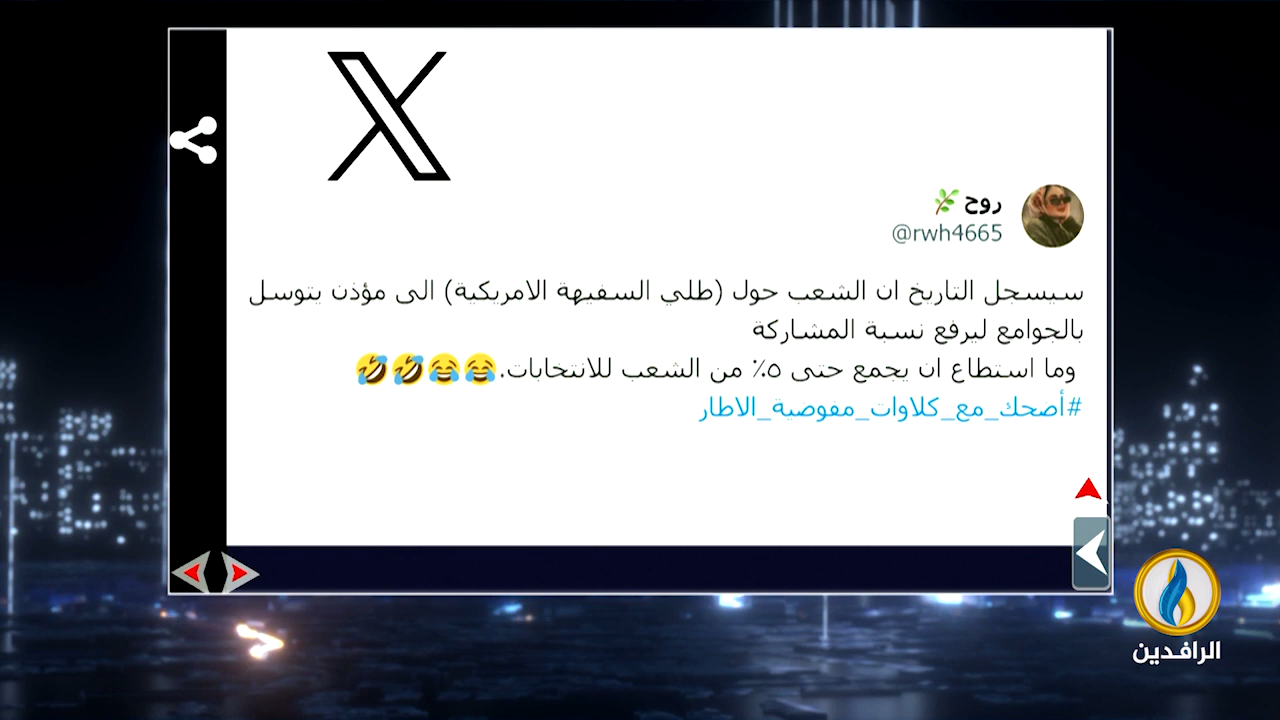 روح 🌿
@rwh4665
سيسجل التاريخ ان الشعب حول (طلي السفيهة الامريكية) الى مؤذن يتوسل
بالجوامع ليرفع نسبة المشاركة
وما استطاع ان يجمع حتى ٥٪ من الشعب للانتخابات.😂😂🤣🤣
#أضحك_مع_كلاوات_مفوضية_الاطار
الرافدين